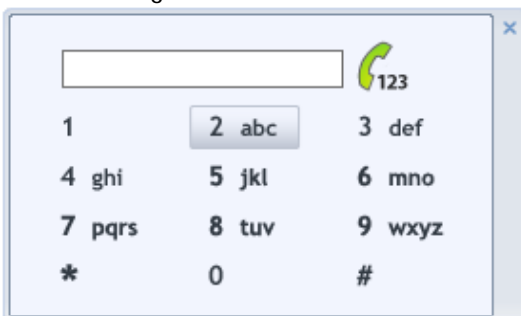 123
1 2 abc 3 def
4 ghi 5 jkl 6 mno
7 pqrs 8 tuv 9 wxyz
* 0 #